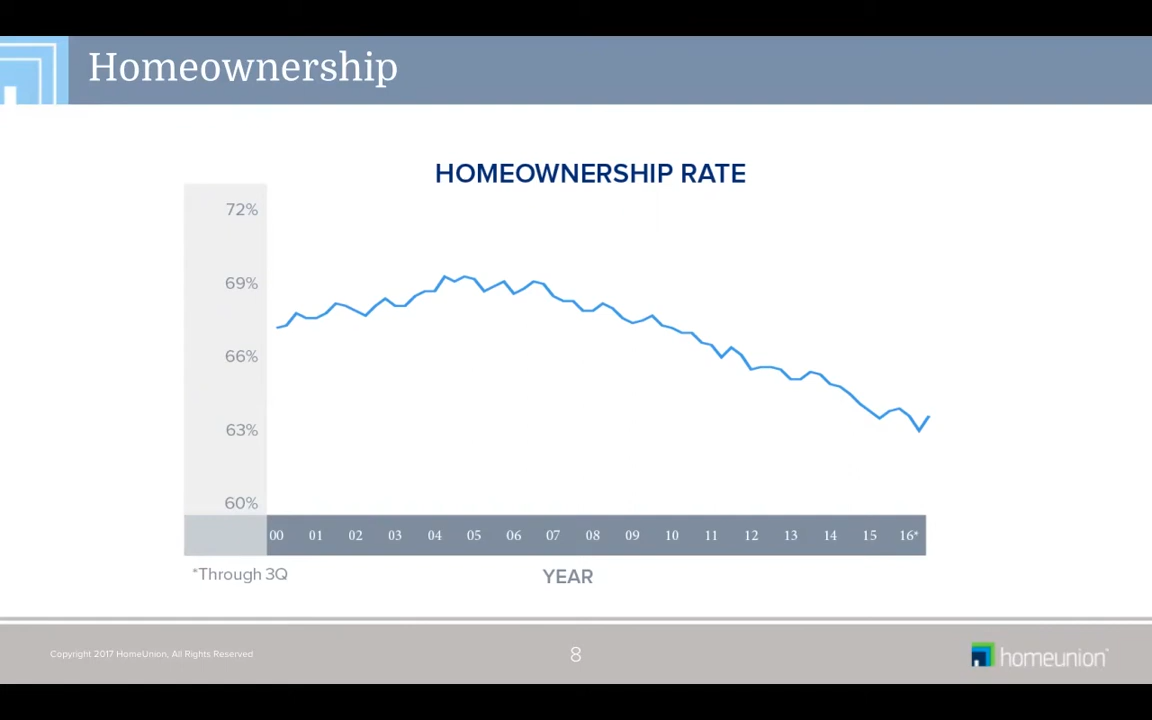 Homeownership
HOMEOWNERSHIP RATE
72%
69%
66%
63%
60%
00 01 02 03 04 05 06 07 08 09 10 11 12 13 14 15 16*
*Through 3Q
YEAR
Copyright 2017 HomeUnion, All Rights Reserved
8
homeunion